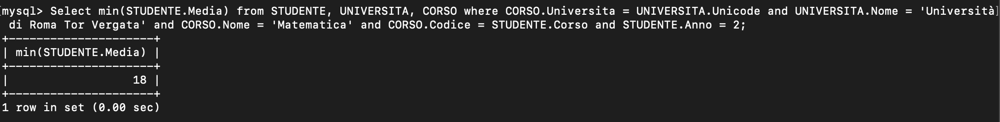 [mysql> Select min(STUDENTE.Media) from STUDENTE, UNIVERSITA, CORSO where CORSO.Universita = UNIVERSITA.Unicode and UNIVERSITA.Nome = 'Università]
 di Roma Tor Vergata' and CORSO.Nome = 'Matematica' and CORSO.Codice = STUDENTE.Corso and STUDENTE.Anno = 2;
+---------------------+
| min(STUDENTE.Media) |
+---------------------+
|                  18 |
+---------------------+
1 row in set (0.00 sec)